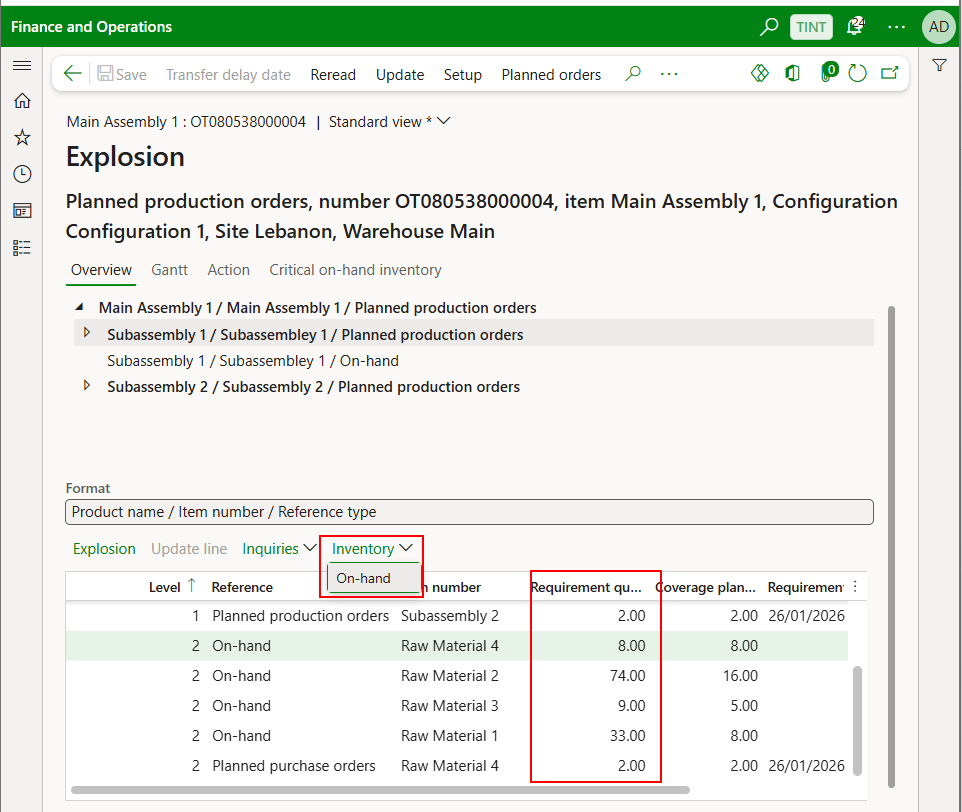 Finance and Operations TINT 24 AD
Save Transfer delay date Reread Update Setup Planned orders 0
Main Assembly 1 : OT080538000004 | Standard view *
Explosion
Planned production orders, number OT080538000004, item Main Assembly 1, Configuration
Configuration 1, Site Lebanon, Warehouse Main
Overview Gantt Action Critical on-hand inventory
Main Assembly 1 / Main Assembly 1 / Planned production orders
Subassembly 1 / Subassembley 1 / Planned production orders
Subassembly 1 / Subassembley 1 / On-hand
Subassembly 2 / Subassembly 2 / Planned production orders
Format
Product name / Item number / Reference type
Explosion Update line Inquiries Inventory
On-hand
Level Reference number Requirement qu... Coverage plan... Requirement
1 Planned production orders Subassembly 2 2.00 2.00 26/01/2026
2 On-hand Raw Material 4 8.00 8.00
2 On-hand Raw Material 2 74.00 16.00
2 On-hand Raw Material 3 9.00 5.00
2 On-hand Raw Material 1 33.00 8.00
2 Planned purchase orders Raw Material 4 2.00 2.00 26/01/2026